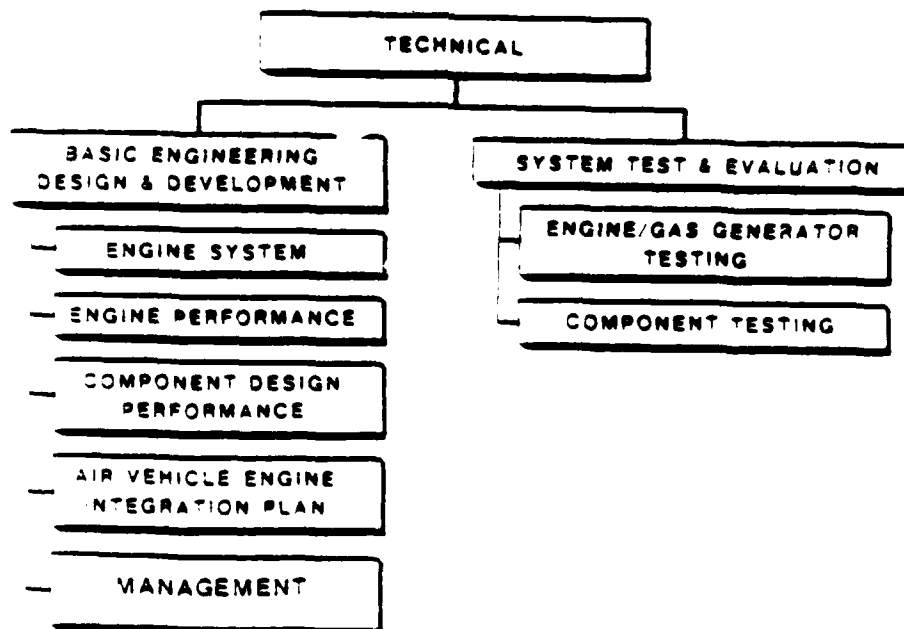 TECHNICAL
BASIC ENGINEERING
DESIGN & DEVELOPMENT
ENGINE SYSTEM
ENGINE PERFORMANCE
COMPONENT DESIGN
PERFORMANCE
AIR VEHICLE ENGINE
INTEGRATION PLAN
MANAGEMENT
SYSTEM TEST & EVALUATION
ENGINE/GAS GENERATOR
TESTING
COMPONENT TESTING